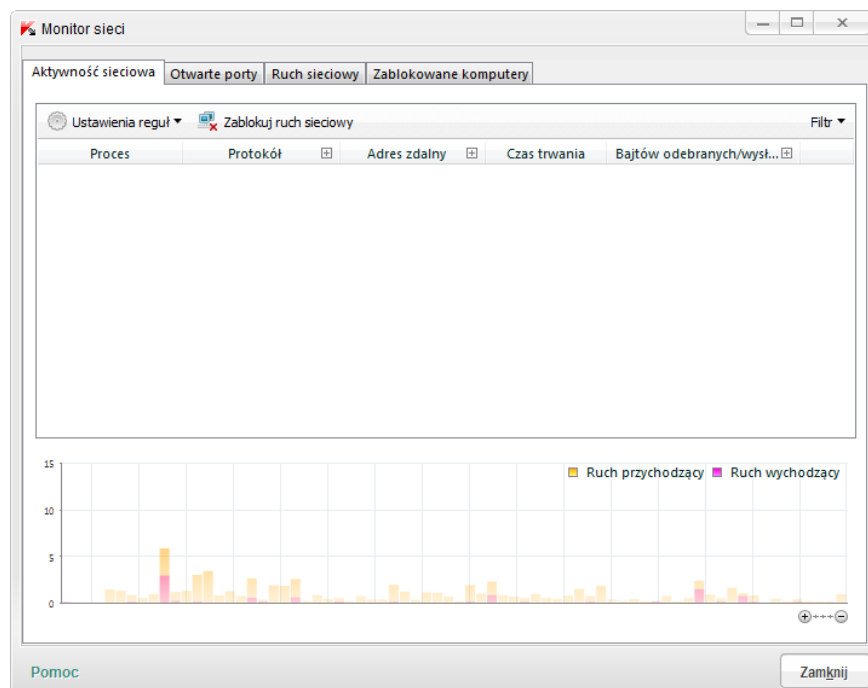 Monitor sieci
Aktywność sieciowa Otwarte porty Ruch sieciowy Zablokowane komputery
Ustawienia reguł Zablokuj ruch sieciowy Filtr
Proces Protokół Adres zdalny Czas trwania Bajtów odebranych/wysł...
15
Ruch przychodzący Ruch wychodzący
10
5
0
Pomoc Zamknij